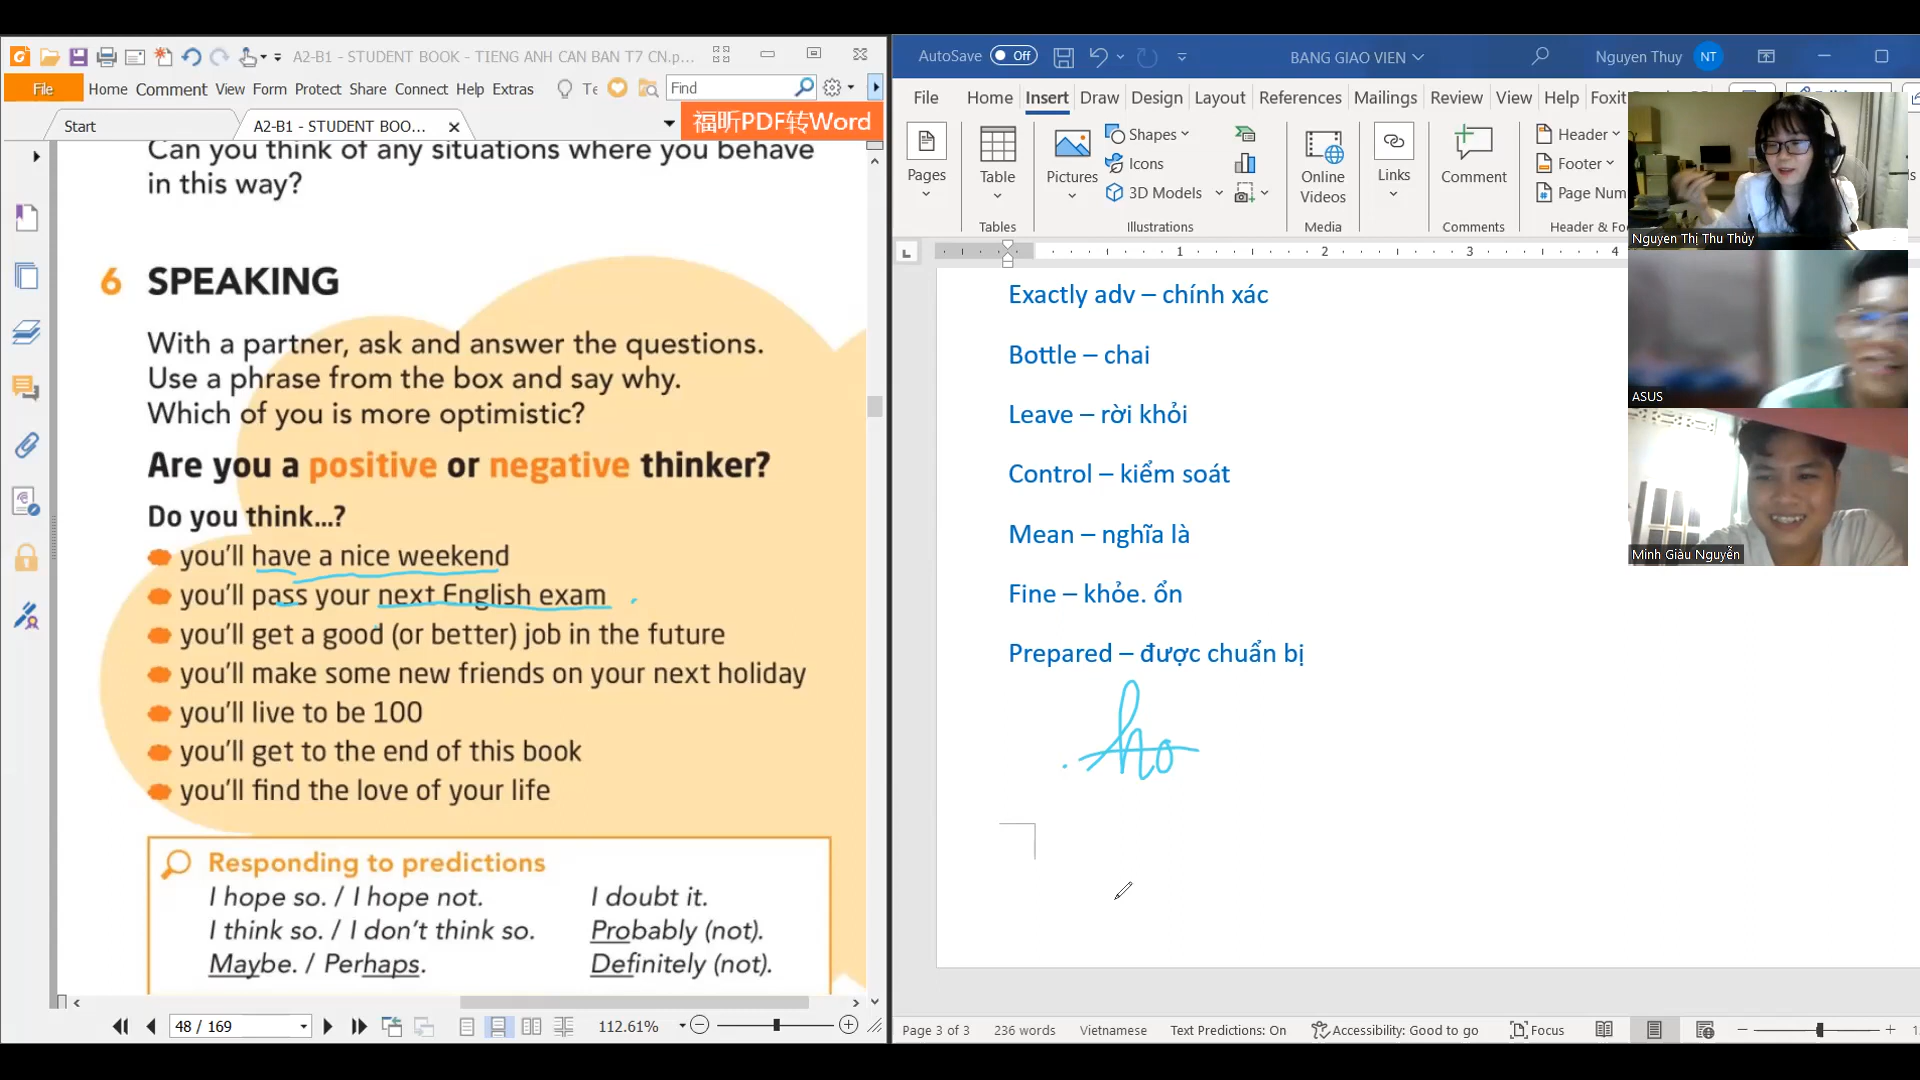 A2-B1 - STUDENT BOOK - TIENG ANH CAN BAN T7 CN.p...
File Home Comment View Form Protect Share Connect Help Extras Te Find
Start
A2-B1 - STUDENT BOO...
福昕PDF转Word
Can you think of any situations where you behave
in this way?
6 SPEAKING
With a partner, ask and answer the questions.
Use a phrase from the box and say why.
Which of you is more optimistic?
Are you a positive or negative thinker?
Do you think...?
you'll have a nice weekend
you'll pass your next English exam
you'll get a good (or better) job in the future
you'll make some new friends on your next holiday
you'll live to be 100
you'll get to the end of this book
you'll find the love of your life
Responding to predictions
I hope so. / I hope not.
I doubt it.
I think so. / I don't think so.
Probably (not).
Maybe. / Perhaps.
Definitely (not).
48 / 169
112.61%
AutoSave Off
BANG GIAO VIEN
Nguyen Thuy NT
File Home Insert Draw Design Layout References Mailings Review View Help Foxit
Pages
Table
Tables
Pictures
Shapes
Icons
3D Models
Illustrations
Online Videos
Media
Links
Comment
Comments
Header
Footer
Page Num
Header & Fo
1 2 3 4
Exactly adv – chính xác
Bottle – chai
Leave – rời khỏi
Control – kiểm soát
Mean – nghĩa là
Fine – khỏe. ổn
Prepared – được chuẩn bị
ho
Page 3 of 3 236 words Vietnamese Text Predictions: On Accessibility: Good to go Focus
Nguyen Thị Thu Thủy
ASUS
Minh Giàu Nguyễn